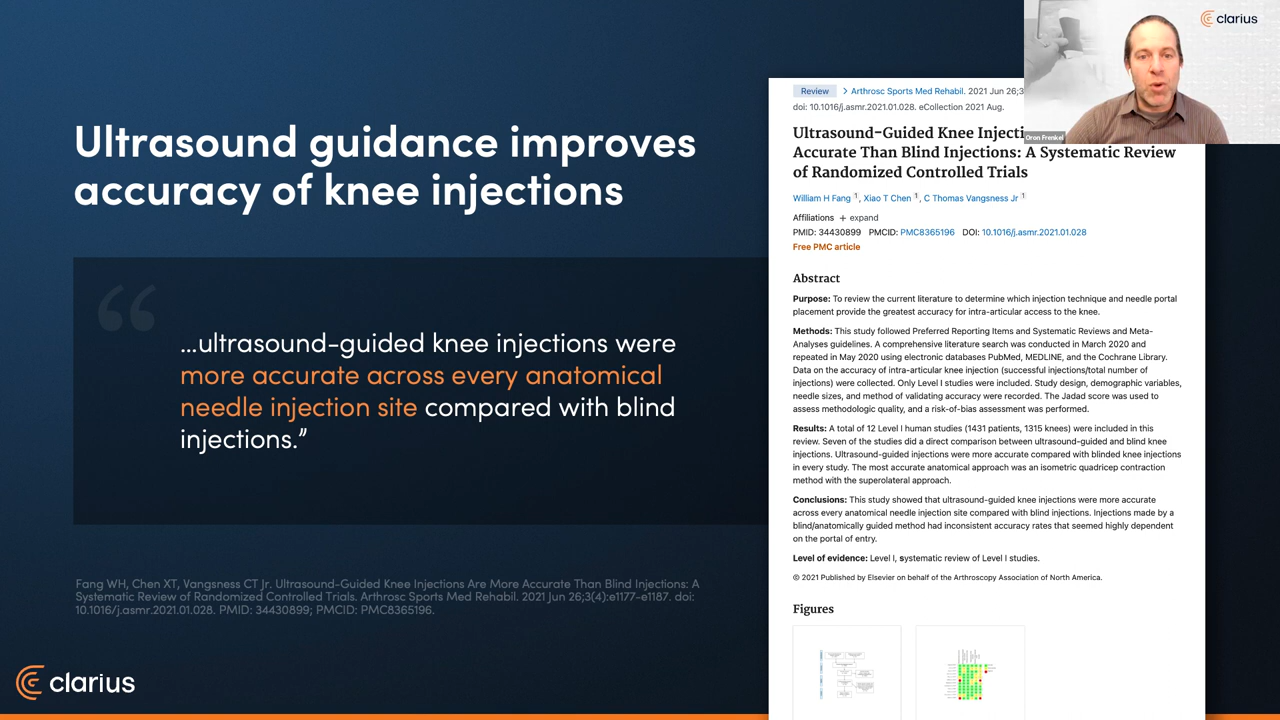 Ultrasound guidance improves
accuracy of knee injections
“
...ultrasound-guided knee injections were
more accurate across every anatomical
needle injection site compared with blind
injections.”
Fang WH, Chen XT, Vangsness CT Jr. Ultrasound-Guided Knee Injections Are More Accurate Than Blind Injections: A
Systematic Review of Randomized Controlled Trials. Arthrosc Sports Med Rehabil. 2021 Jun 26;3(4):e1177-e1187. doi:
10.1016/j.asmr.2021.01.028. PMID: 34430899; PMCID: PMC8365196.
clarius
Review > Arthrosc Sports Med Rehabil. 2021 Jun 26;3
doi: 10.1016/j.asmr.2021.01.028. eCollection 2021 Aug.
Ultrasound-Guided Knee Injecti
Accurate Than Blind Injections: A Systematic Review
of Randomized Controlled Trials
William H Fang 1, Xiao T Chen 1, C Thomas Vangsness Jr 1
Affiliations + expand
PMID: 34430899 PMCID: PMC8365196 DOI: 10.1016/j.asmr.2021.01.028
Free PMC article
Abstract
Purpose: To review the current literature to determine which injection technique and needle portal
placement provide the greatest accuracy for intra-articular access to the knee.
Methods: This study followed Preferred Reporting Items and Systematic Reviews and Meta-
Analyses guidelines. A comprehensive literature search was conducted in March 2020 and
repeated in May 2020 using electronic databases PubMed, MEDLINE, and the Cochrane Library.
Data on the accuracy of intra-articular knee injection (successful injections/total number of
injections) were collected. Only Level I studies were included. Study design, demographic variables,
needle sizes, and method of validating accuracy were recorded. The Jadad score was used to
assess methodologic quality, and a risk-of-bias assessment was performed.
Results: A total of 12 Level I human studies (1431 patients, 1315 knees) were included in this
review. Seven of the studies did a direct comparison between ultrasound-guided and blind knee
injections. Ultrasound-guided injections were more accurate compared with blinded knee injections
in every study. The most accurate anatomical approach was an isometric quadricep contraction
method with the superolateral approach.
Conclusions: This study showed that ultrasound-guided knee injections were more accurate
across every anatomical needle injection site compared with blind injections. Injections made by a
blind/anatomically guided method had inconsistent accuracy rates that seemed highly dependent
on the portal of entry.
Level of evidence: Level I, systematic review of Level I studies.
© 2021 Published by Elsevier on behalf of the Arthroscopy Association of North America.
Figures
clarius
Oron Frenkel